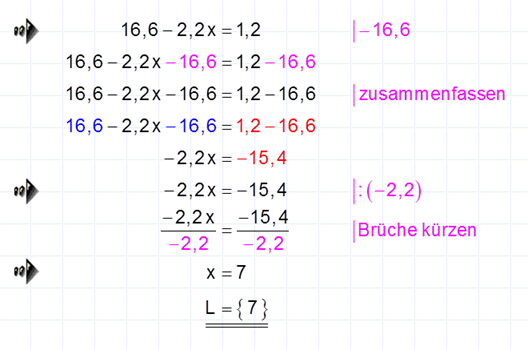 16,6 – 2,2x = 1,2 | – 16,6
16,6 – 2,2x – 16,6 = 1,2 – 16,6
16,6 – 2,2x – 16,6 = 1,2 – 16,6 | zusammenfassen
16,6 – 2,2x – 16,6 = 1,2 – 16,6
–2,2x = –15,4
–2,2x = –15,4 | :(–2,2)
–2,2x / –2,2 = –15,4 / –2,2 | Brüche kürzen
x = 7
L = {7}